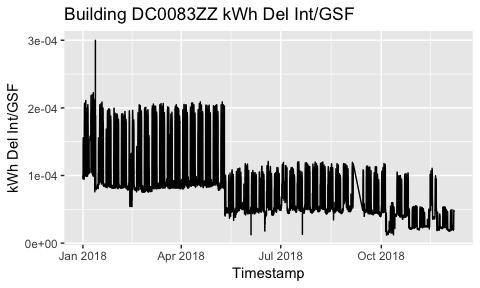 Building DC0083ZZ kWh Del Int/GSF
kWh Del Int/GSF
3e-04
2e-04
1e-04
0e+00
Jan 2018 Apr 2018 Jul 2018 Oct 2018
Timestamp